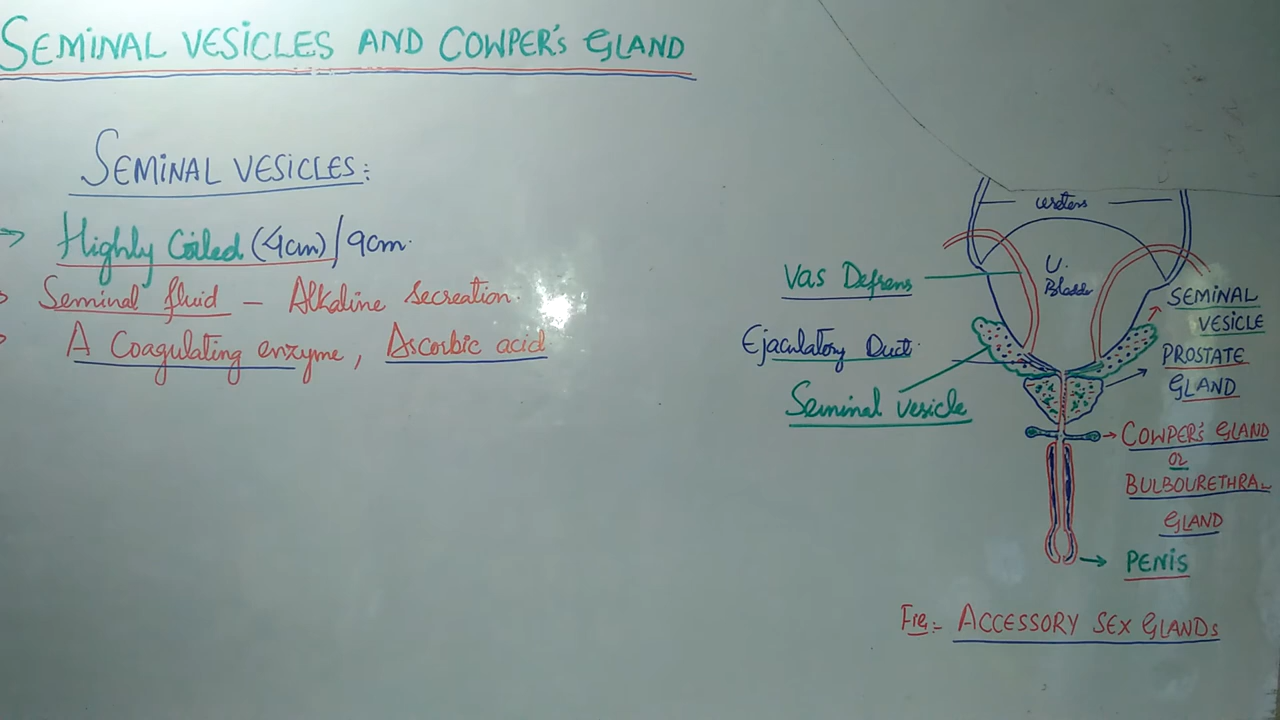 SEMINAL VESICLES AND COWPER'S GLAND
SEMINAL VESICLES:
→ Highly Coiled (4cm)/9cm.
Seminal fluid – Alkaline Secreation.
A Coagulating enzyme, Ascorbic acid
ureters
U.
Bladder
Vas Defrens
Ejaculatory Duct.
Seminal vesicle
SEMINAL
VESICLE
PROSTATE
GLAND
COWPER'S GLAND
or
BULBOURETHRAL
GLAND
PENIS
Fig:- ACCESSORY SEX GLANDS